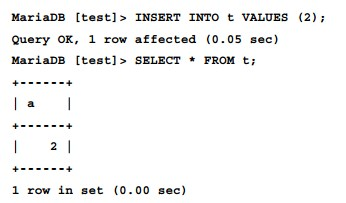 MariaDB [test]> INSERT INTO t VALUES (2);
Query OK, 1 row affected (0.05 sec)
MariaDB [test]> SELECT * FROM t;
+------+
| a    |
+------+
|    2 |
+------+
1 row in set (0.00 sec)